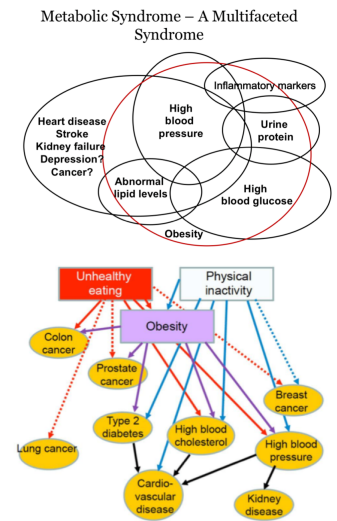 Metabolic Syndrome – A Multifaceted
Syndrome
Inflammatory markers
High
blood
pressure
Heart disease
Stroke
Kidney failure
Depression?
Cancer?
Urine
protein
Abnormal
lipid levels
High
blood glucose
Obesity
Unhealthy
eating
Physical
inactivity
Obesity
Colon
cancer
Prostate
cancer
Breast
cancer
Type 2
diabetes
High blood
cholesterol
High blood
pressure
Lung cancer
Cardio-
vascular
disease
Kidney
disease